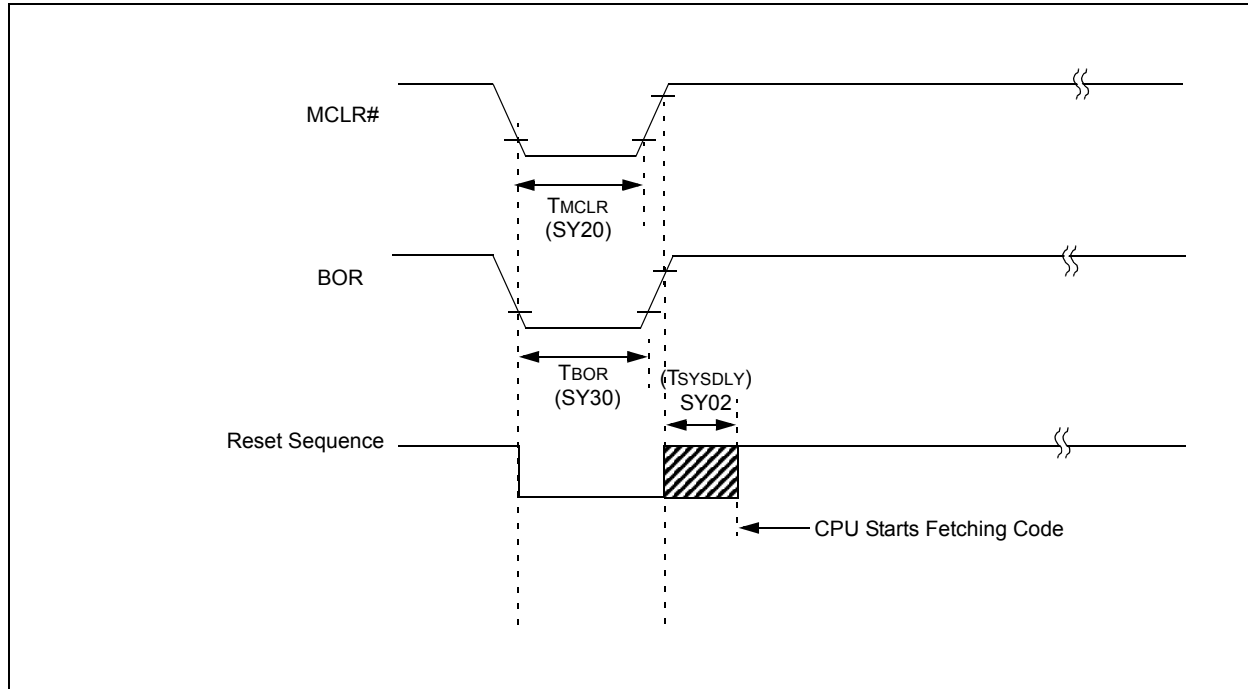 MCLR#
TMCLR
(SY20)
BOR
TBOR
(SY30)
(TSYSDLY)
SY02
Reset Sequence
CPU Starts Fetching Code